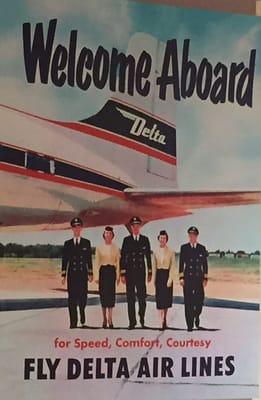 Welcome Aboard
Delta
for Speed, Comfort, Courtesy
FLY DELTA AIR LINES